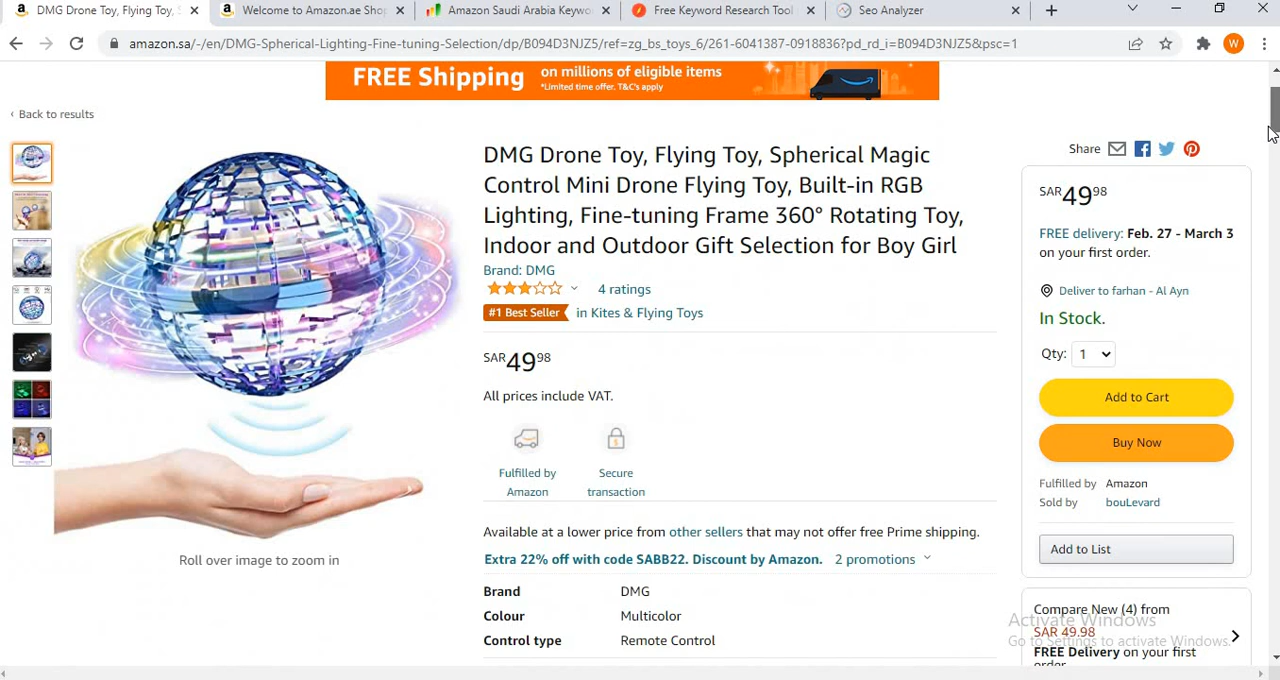 DMG Drone Toy, Flying Toy, S
Welcome to Amazon.ae Shop
Amazon Saudi Arabia Keywo
Free Keyword Research Tool
Seo Analyzer
amazon.sa/-/en/DMG-Spherical-Lighting-Fine-tuning-Selection/dp/B094D3NJZ5/ref=zg_bs_toys_6/261-6041387-0918836?pd_rd_i=B094D3NJZ5&psc=1
W
FREE Shipping on millions of eligible items
*Limited time offer. T&C's apply
‹ Back to results
DMG Drone Toy, Flying Toy, Spherical Magic
Control Mini Drone Flying Toy, Built-in RGB
Lighting, Fine-tuning Frame 360° Rotating Toy,
Indoor and Outdoor Gift Selection for Boy Girl
Brand: DMG
4 ratings
#1 Best Seller in Kites & Flying Toys
SAR 49 98
All prices include VAT.
Fulfilled by
Amazon
Secure
transaction
Available at a lower price from other sellers that may not offer free Prime shipping.
Extra 22% off with code SABB22. Discount by Amazon. 2 promotions
Brand DMG
Colour Multicolor
Control type Remote Control
Roll over image to zoom in
Share
SAR 49 98
FREE delivery: Feb. 27 - March 3
on your first order.
Deliver to farhan - Al Ayn
In Stock.
Qty: 1
Add to Cart
Buy Now
Fulfilled by Amazon
Sold by bouLevard
Add to List
Compare New (4) from
SAR 49.98
FREE Delivery on your first
order
Activate Windows
Go to Settings to activate Windows.